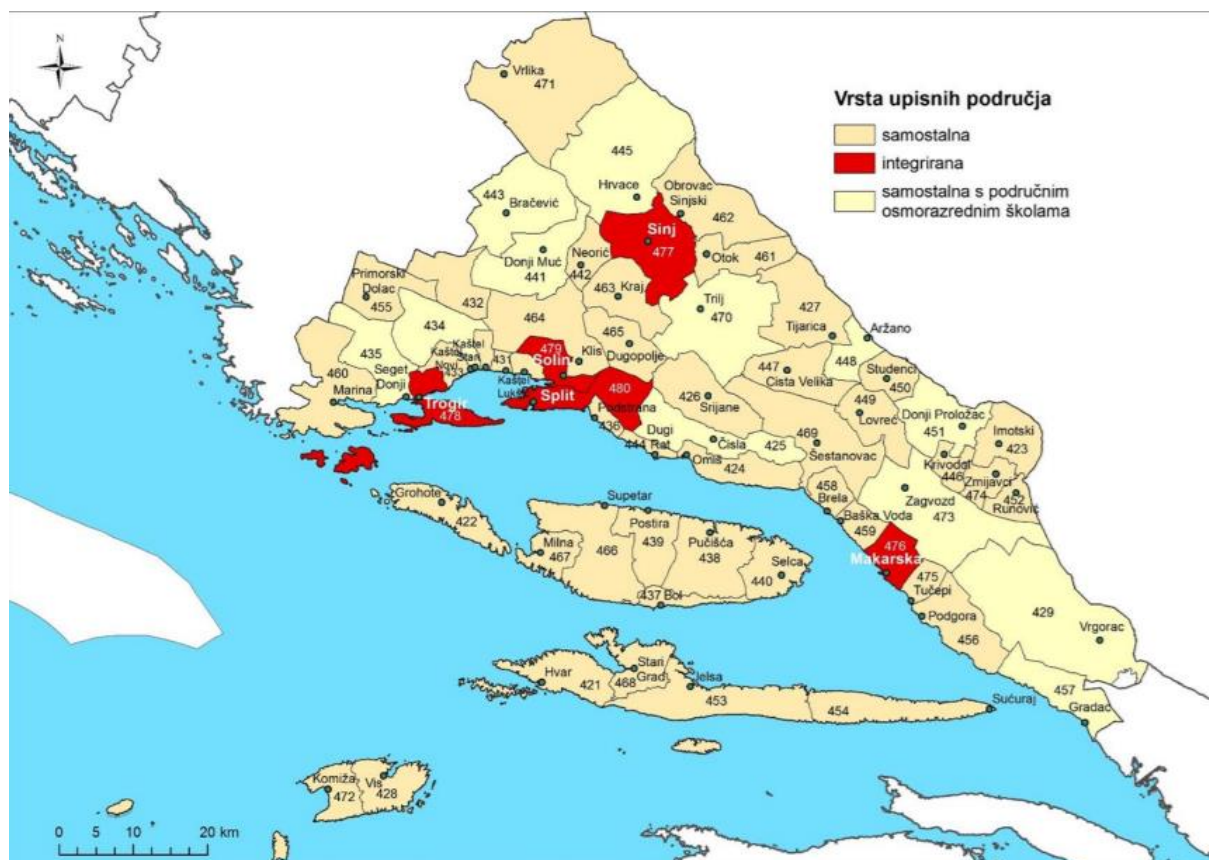 N
Vrlika
471
Vrsta upisnih područja
samostalna
integrirana
samostalna s područnim
osmorazrednim školama
445
Hrvace
443
Bračević
Obrovac
Sinjski
462
Sinj
477
Donji Muć
441
Neorić
442
Otok
461
Primorski
Dolac
455
432
463
Kraj
Trilj
470
427
Tijarica
Aržano
434
464
465
Dugopolje
448
435
Kaštel
Stari
Kaštel
Novi
433
431
479
Solin
Klis
447
Cista Velika
Studenci
450
460
Marina
Seget
Donji
Kaštel
Lukšić
480
426
Srijane
449
Lovreć
Trogir
478
Split
Podstrana
436
Dugi
Rat
444
Čisla
425
469
Šestanovac
Donji Proložac
451
Imotski
423
Omiš
424
Krivodol
446
Zmijavci
474
452
Runović
458
Brela
Zagvozd
473
Baška Voda
459
Grohote
422
Supetar
Postira
439
Pučišća
438
Milna
467
466
Selca
440
437
Bol
476
Makarska
475
Tučepi
Podgora
456
429
Vrgorac
Hvar
421
Stari
Grad
468
Jelsa
453
454
Sućuraj
457
Gradac
Komiža
472
Vis
428
0 5 10 20 km